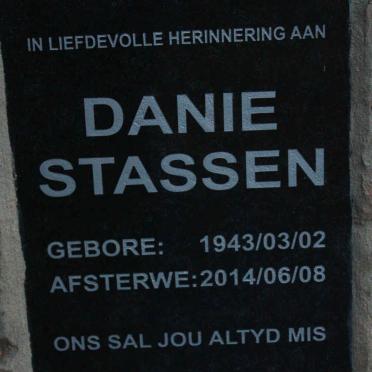 IN LIEFDEVOLLE HERINNERING AAN
DANIE
STASSEN
GEBORE: 1943/03/02
AFSTERWE: 2014/06/08
ONS SAL JOU ALTYD MIS